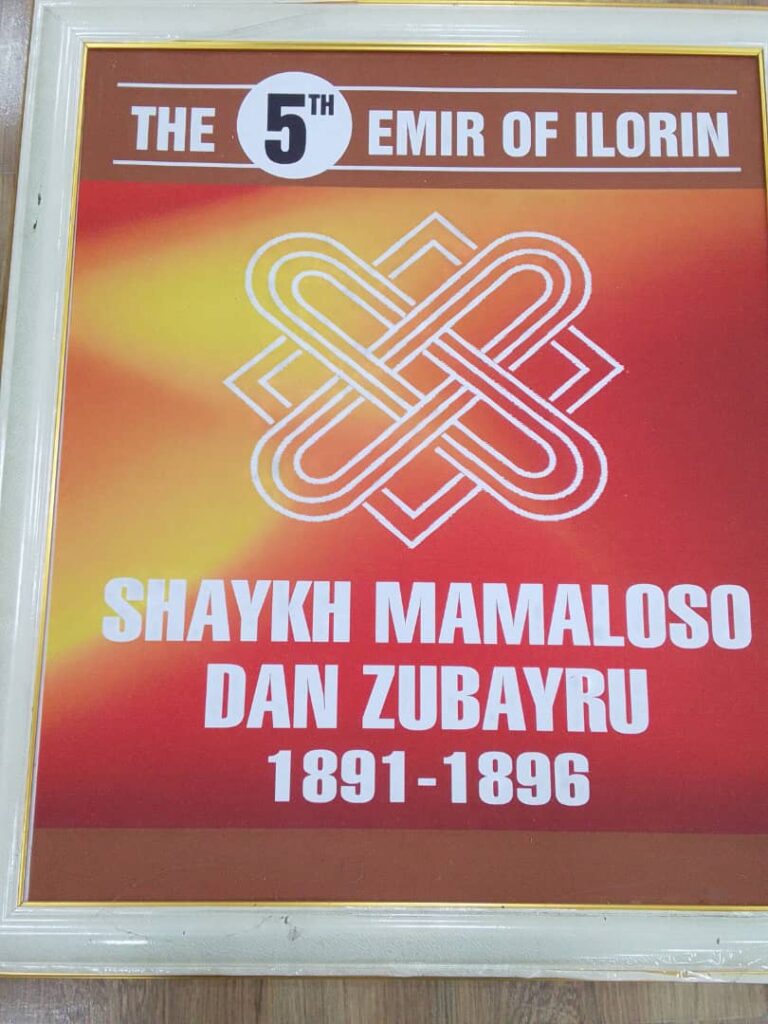 THE 5TH EMIR OF ILORIN
SHAYKH MAMALOSO
DAN ZUBAYRU
1891-1896